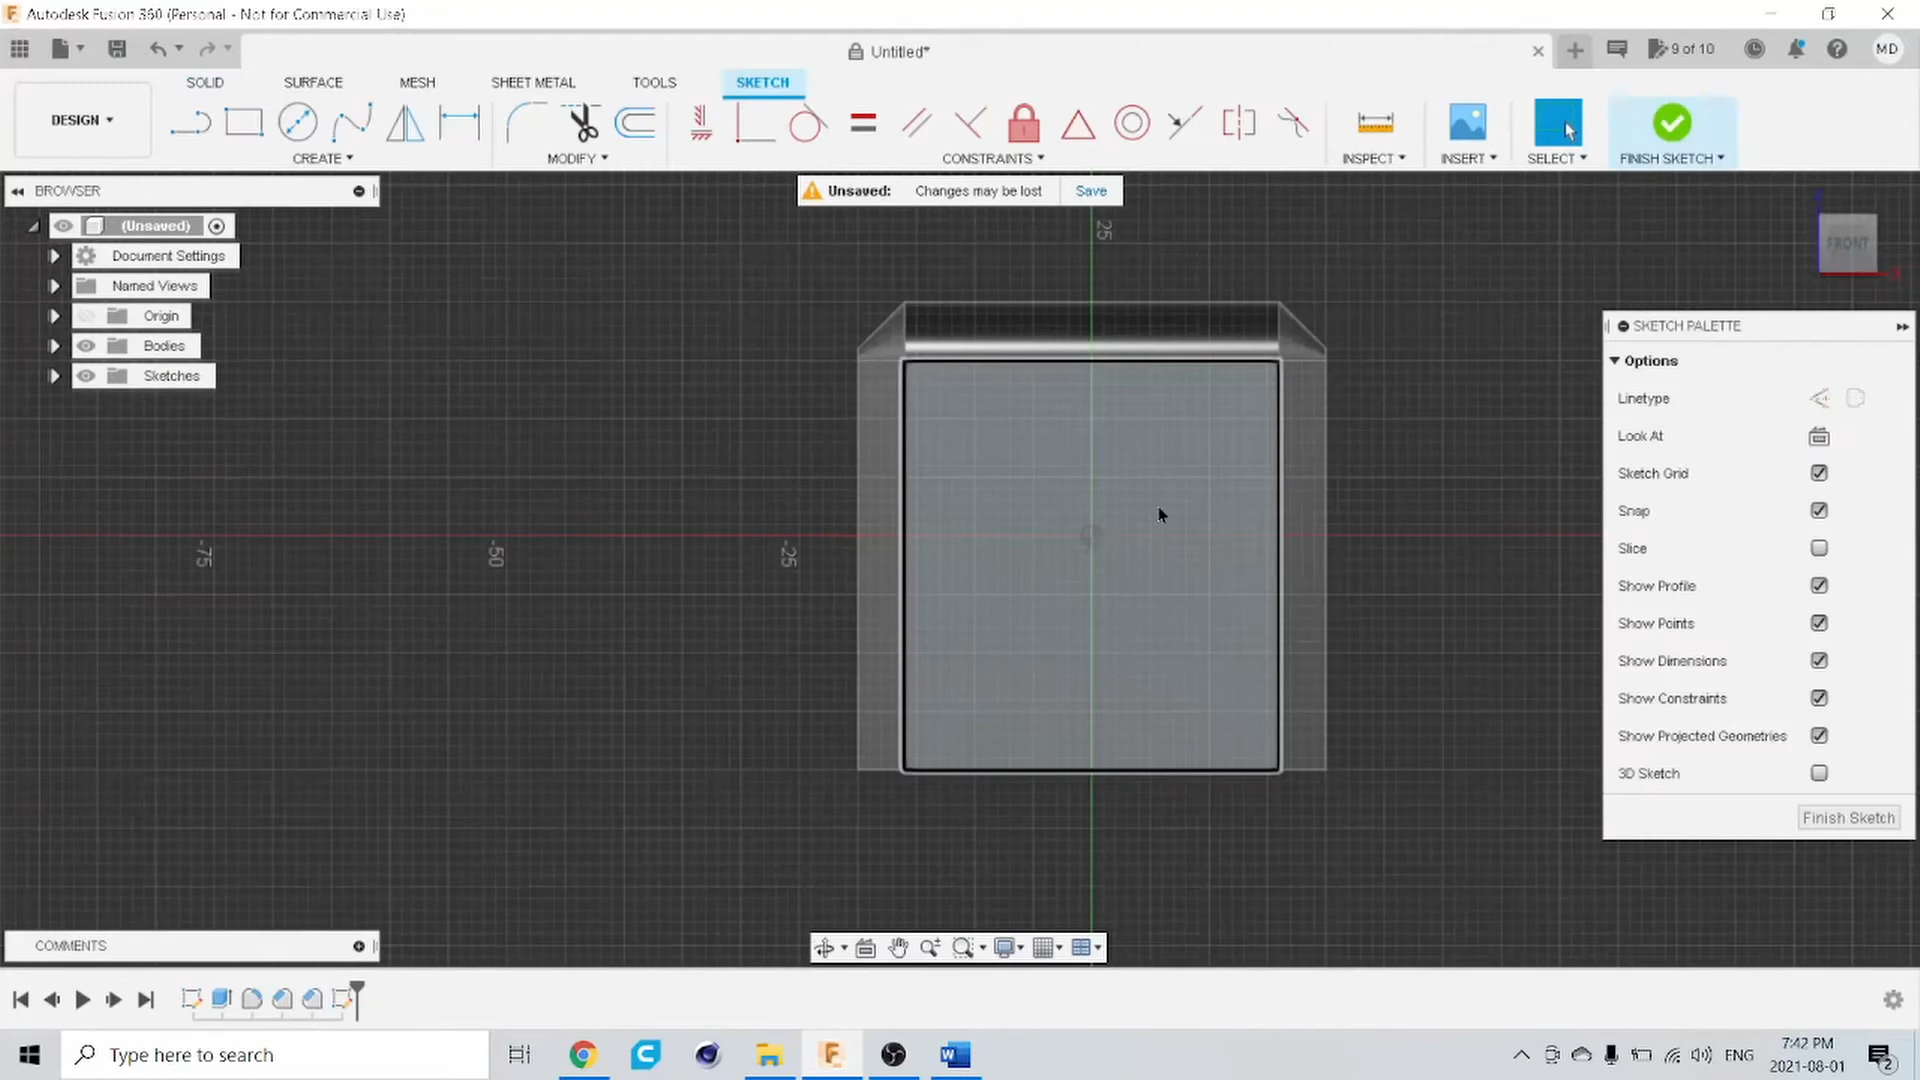 Autodesk Fusion 360 (Personal - Not for Commercial Use)
Untitled*
9 of 10
MD
SOLID
SURFACE
MESH
SHEET METAL
TOOLS
SKETCH
DESIGN
CREATE
MODIFY
CONSTRAINTS
INSPECT
INSERT
SELECT
FINISH SKETCH
BROWSER
Unsaved: Changes may be lost Save
(Unsaved)
Document Settings
Named Views
Origin
Bodies
Sketches
25
FRONT
-75
-50
-25
SKETCH PALETTE
Options
Linetype
Look At
Sketch Grid
Snap
Slice
Show Profile
Show Points
Show Dimensions
Show Constraints
Show Projected Geometries
3D Sketch
Finish Sketch
COMMENTS
Type here to search
ENG
7:42 PM
2021-08-01
2